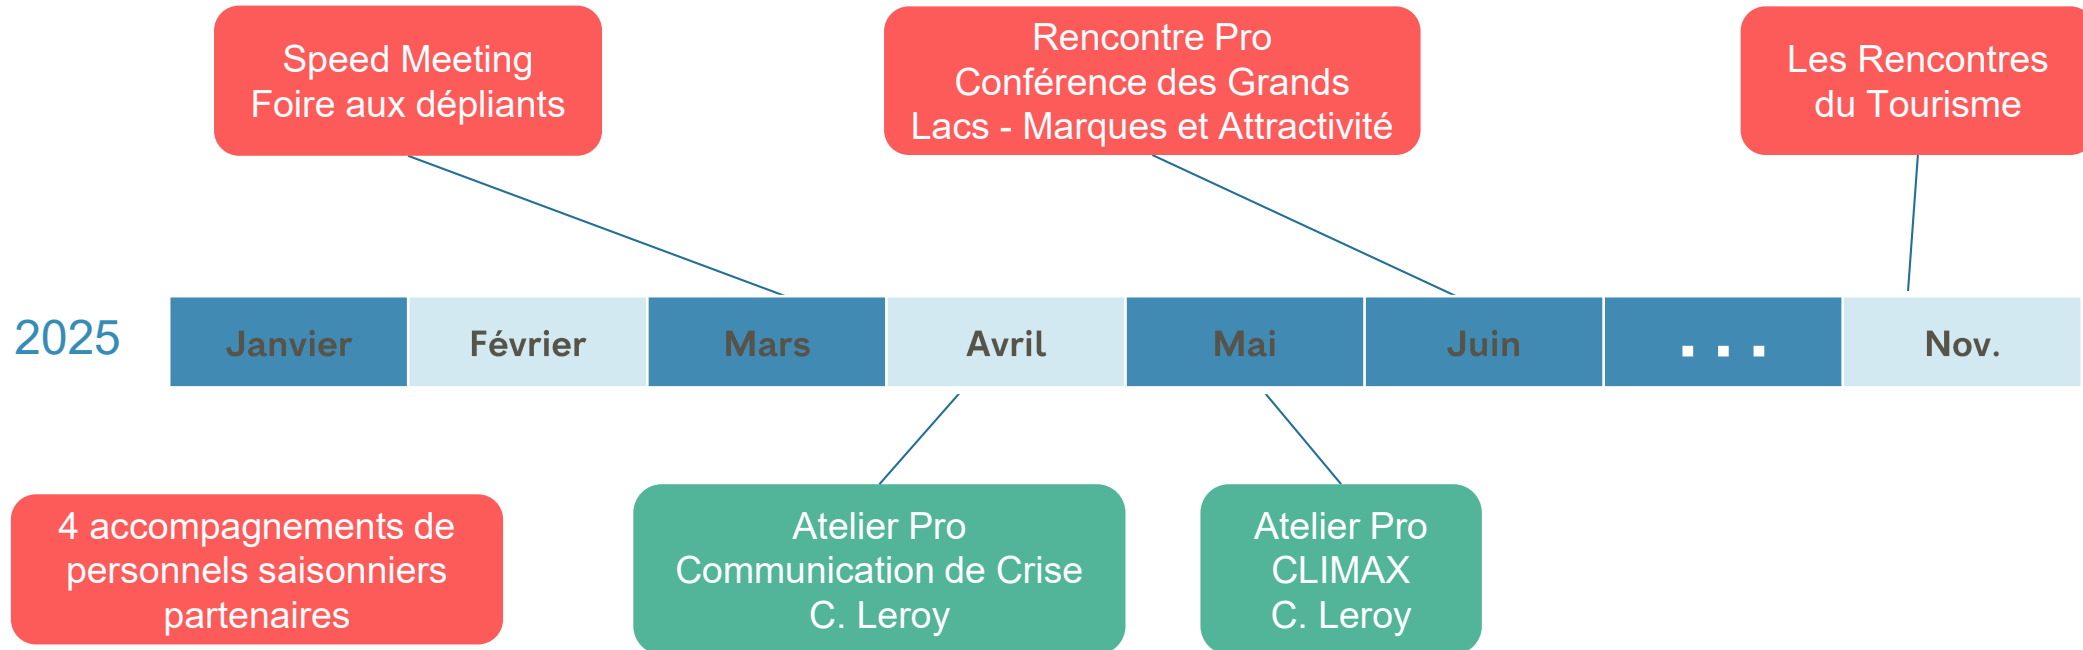 Speed Meeting
Foire aux dépliants
Rencontre Pro
Conférence des Grands
Lacs - Marques et Attractivité
Les Rencontres
du Tourisme
2025
Janvier
Février
Mars
Avril
Mai
Juin
...
Nov.
4 accompagnements de
personnels saisonniers
partenaires
Atelier Pro
Communication de Crise
C. Leroy
Atelier Pro
CLIMAX
C. Leroy